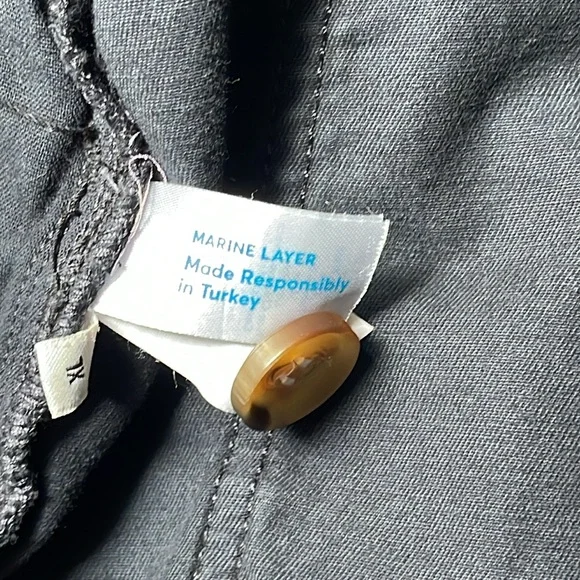 MARINE LAYER
Made Responsibly
in Turkey
XL